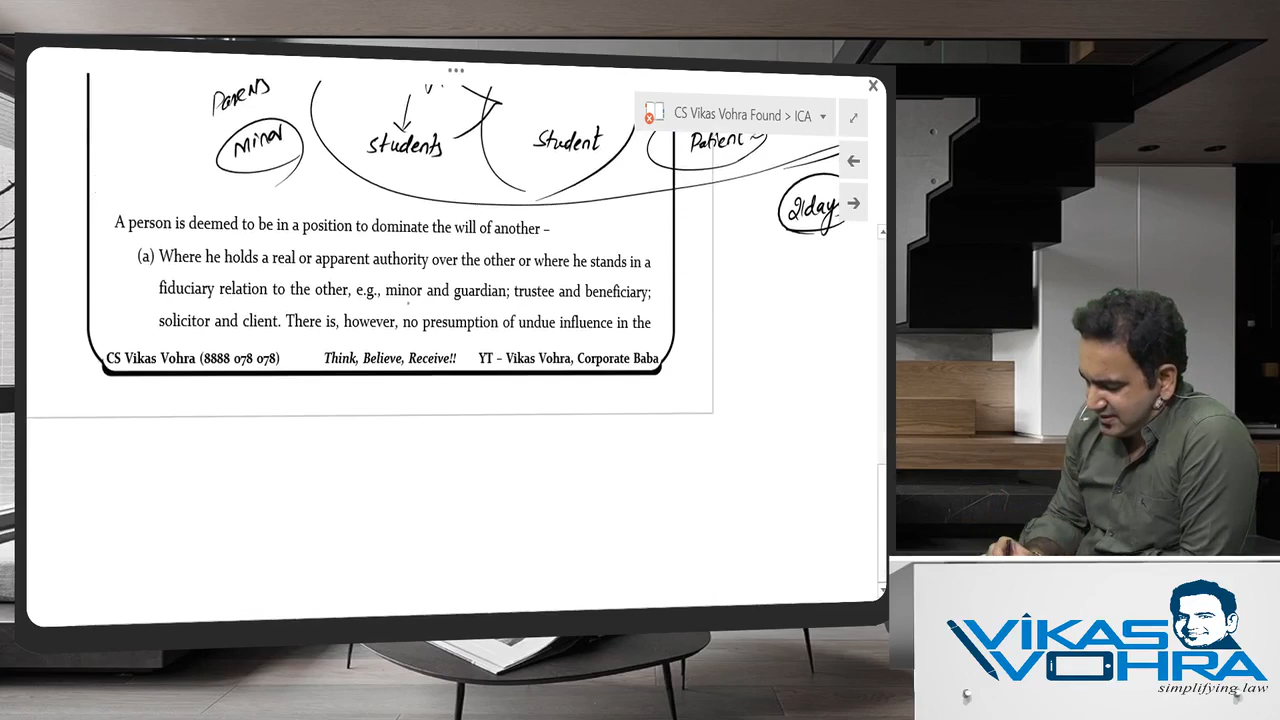 Parents
CS Vikas Vohra Found > ICA
minor
students
Student
Patient
21day
A person is deemed to be in a position to dominate the will of another –
(a) Where he holds a real or apparent authority over the other or where he stands in a
fiduciary relation to the other, e.g., minor and guardian; trustee and beneficiary;
solicitor and client. There is, however, no presumption of undue influence in the
CS Vikas Vohra (8888 078 078) Think, Believe, Receive!! YT – Vikas Vohra, Corporate Baba
VIKAS
VOHRA
simplifying law